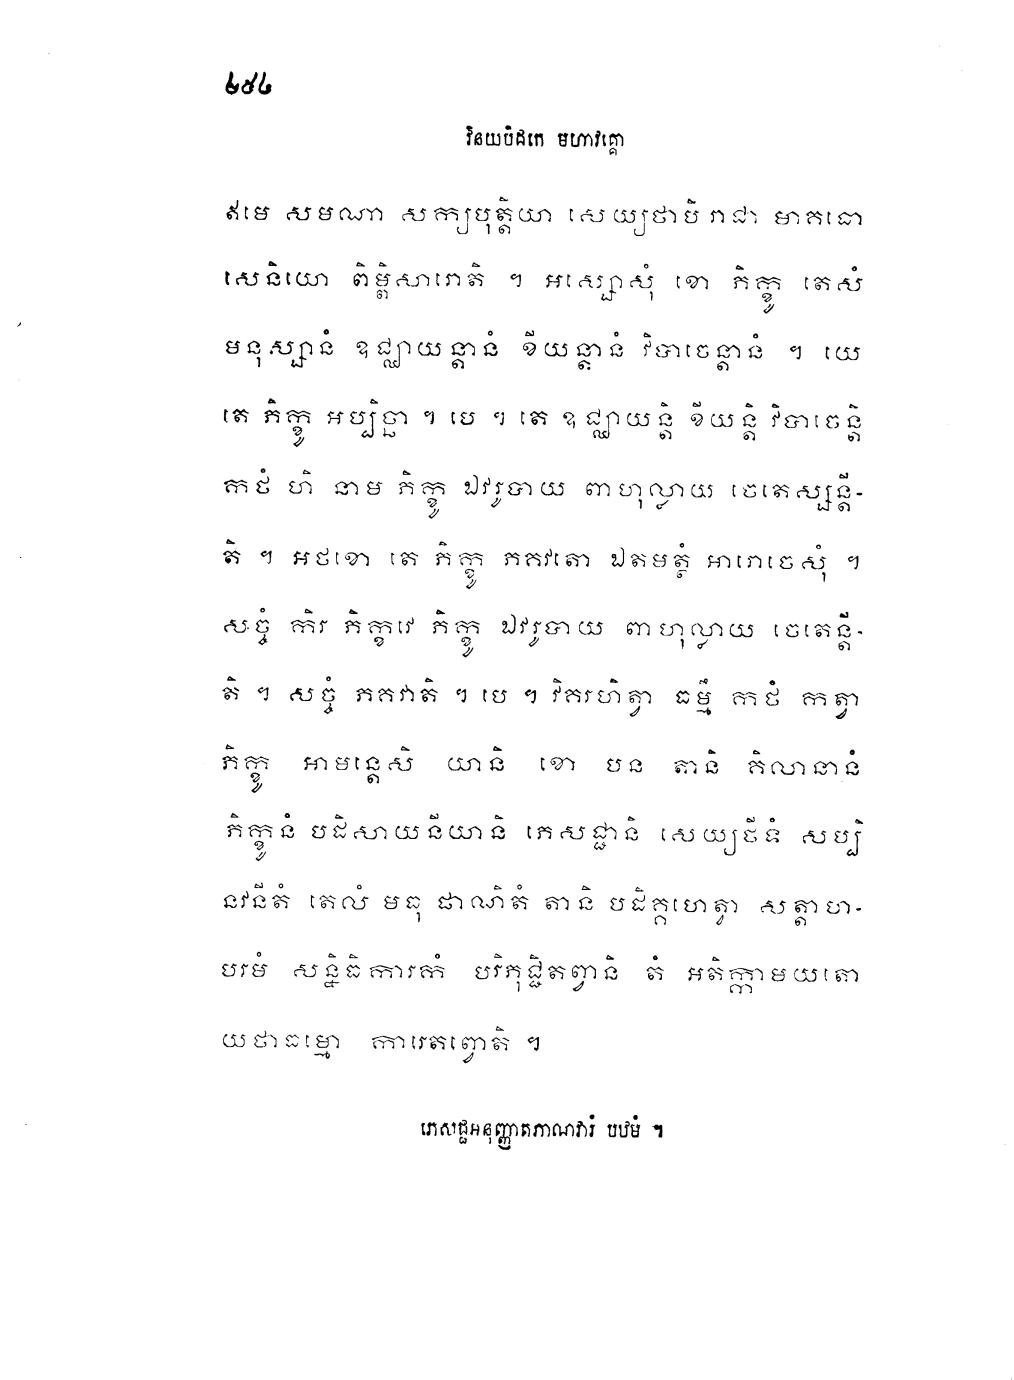 ២៥៤
វិនយបិដកេ មហាវគ្គោ
ឥមេ សមណា សក្យបុត្តិយា សេយ្យថាបិ រាជា មាគធោ
សេនិយោ ពិម្ពិសារោតិ ។ អស្សោសុំ ខោ ភិក្ខូ តេសំ
មនុស្សានំ ឧជ្ឈាយន្តានំ ខីយន្តានំ វិបាចេន្តានំ ។ យេ
តេ ភិក្ខូ អប្បិច្ឆា ។ បេ ។ តេ ឧជ្ឈាយន្តិ ខីយន្តិ វិបាចេន្តិ
កថំ ហិ នាម ភិក្ខូ ឯវរូបាយ ពាហុល្លាយ ចេតេស្សន្តី-
តិ ។ អថខោ តេ ភិក្ខូ ភគវតោ ឯតមត្ថំ អារោចេសុំ ។
សច្ចំ កិរ ភិក្ខវេ ភិក្ខូ ឯវរូបាយ ពាហុល្លាយ ចេតេន្តី-
តិ ។ សច្ចំ ភគវាតិ ។ បេ ។ វិគរហិត្វា ធម្មឹ កថំ កត្វា
ភិក្ខូ អាមន្តេសិ យានិ ខោ បន តានិ គិលានានំ
ភិក្ខូនំ បដិសាយនីយានិ ភេសជ្ជានិ សេយ្យថីទំ សប្បិ
នវនីតំ តេលំ មធុ ផាណិតំ តានិ បដិគ្គហេត្វា សត្តាហ-
បរមំ សន្និធិការកំ បរិភុញ្ជិតព្វានិ តំ អតិក្កាមយតោ
យថាធម្មោ ការេតព្វោតិ ។
ភេសជ្ជអនុញ្ញាតភាណវារំ បឋមំ ។